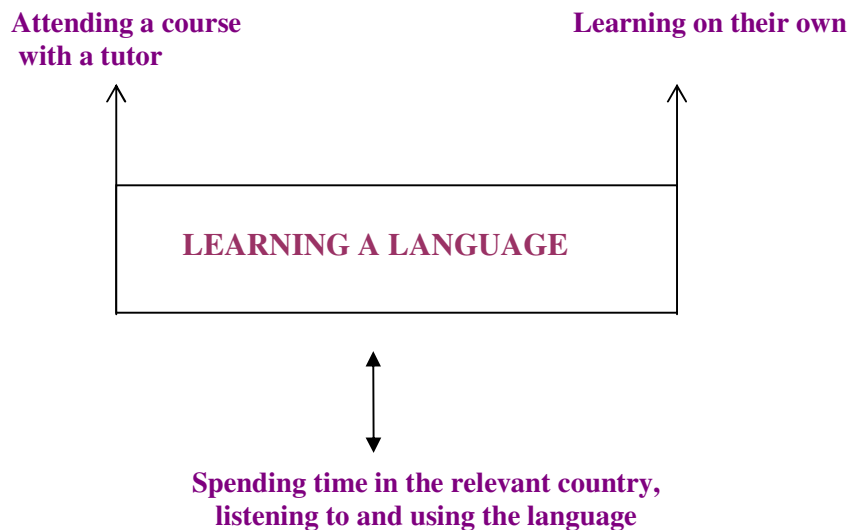 Attending a course
with a tutor
Learning on their own
LEARNING A LANGUAGE
Spending time in the relevant country,
listening to and using the language